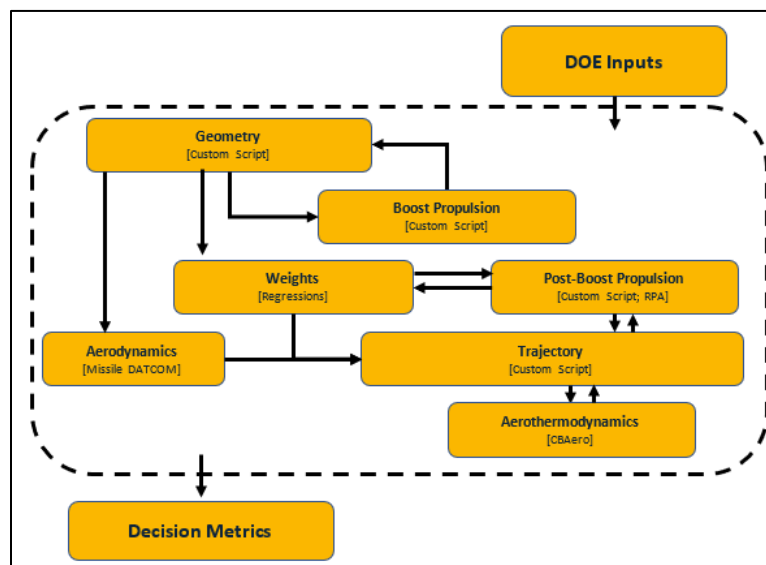 DOE Inputs
Geometry
[Custom Script]
Boost Propulsion
[Custom Script]
Weights
[Regressions]
Post-Boost Propulsion
[Custom Script; RPA]
Aerodynamics
[Missile DATCOM]
Trajectory
[Custom Script]
Aerothermodynamics
[CBAero]
Decision Metrics